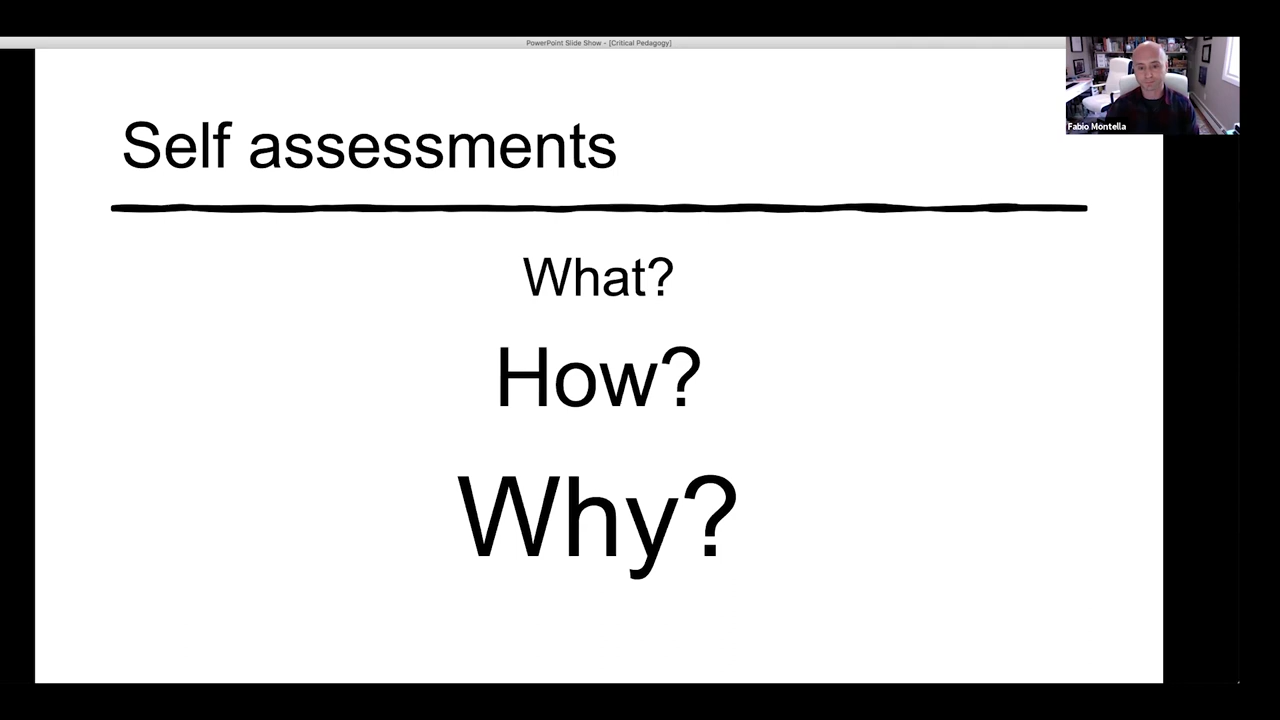 PowerPoint Slide Show - [Critical Pedagogy]
Fabio Montella
Self assessments
What?
How?
Why?